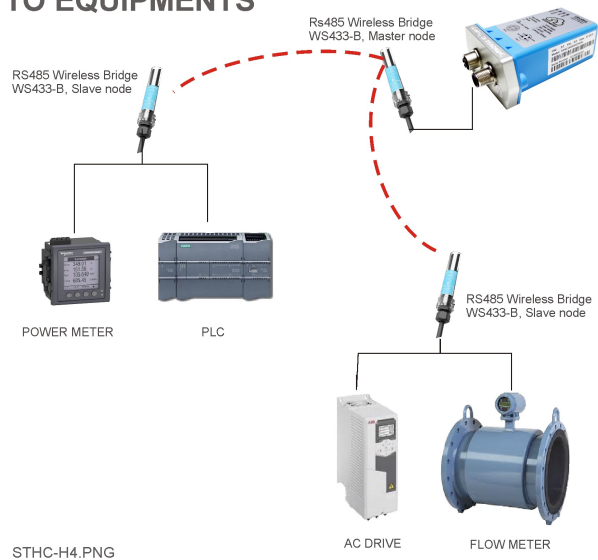 TO EQUIPMENTS
Rs485 Wireless Bridge
WS433-B, Master node
RS485 Wireless Bridge
WS433-B, Slave node
RS485 Wireless Bridge
WS433-B, Slave node
POWER METER
PLC
ABB
AC DRIVE
FLOW METER
STHC-H4.PNG